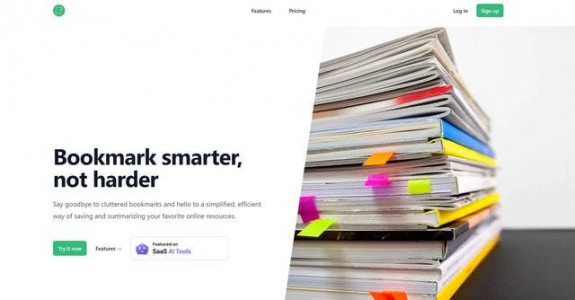 Features Pricing Log in Sign up
Bookmark smarter,
not harder
Say goodbye to cluttered bookmarks and hello to a simplified, efficient
way of saving and summarizing your favorite online resources.
Try it now Features → Featured on
SaaS AI Tools